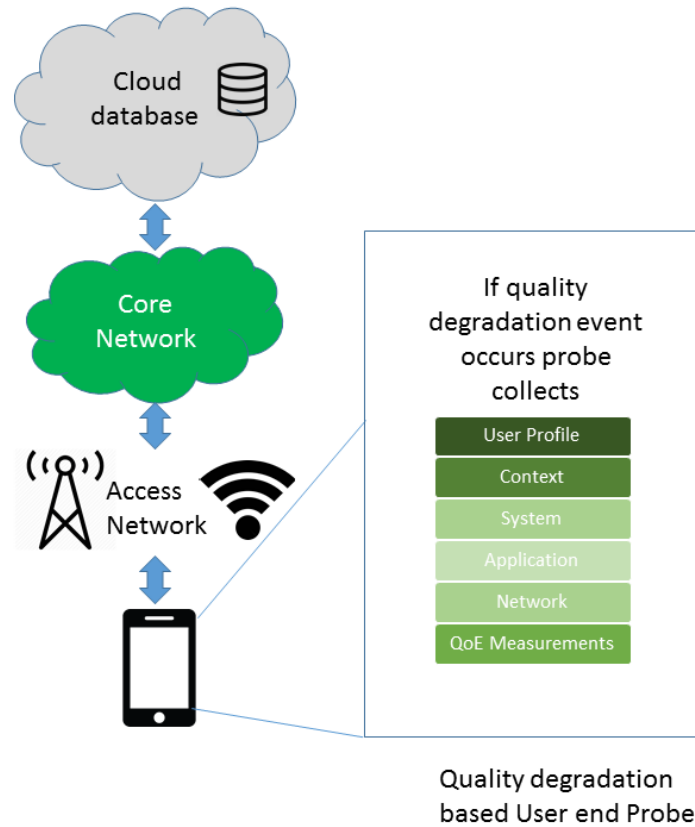 Cloud
database
Core
Network
Access
Network
If quality
degradation event
occurs probe
collects
User Profile
Context
System
Application
Network
QoE Measurements
Quality degradation
based User end Probe